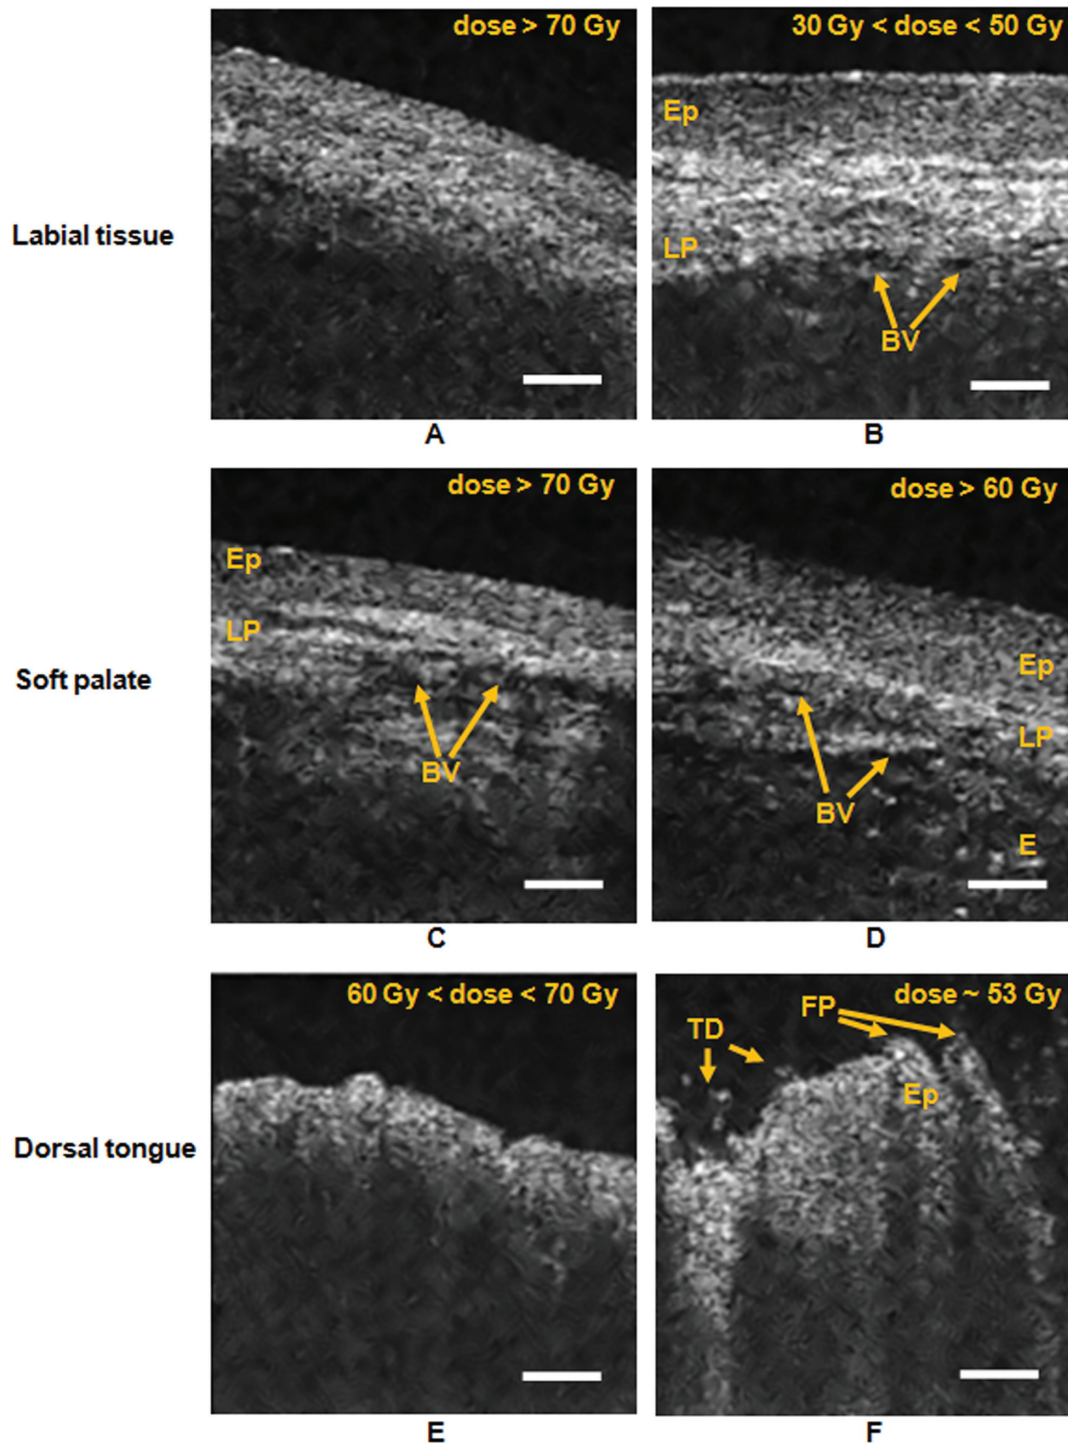 dose > 70 Gy
30 Gy < dose < 50 Gy
Ep
Labial tissue
LP
BV
A
B
dose > 70 Gy
dose > 60 Gy
Ep
LP
Ep
Soft palate
LP
BV
BV
E
C
D
60 Gy < dose < 70 Gy
FP
dose ~ 53 Gy
TD
Ep
Dorsal tongue
E
F